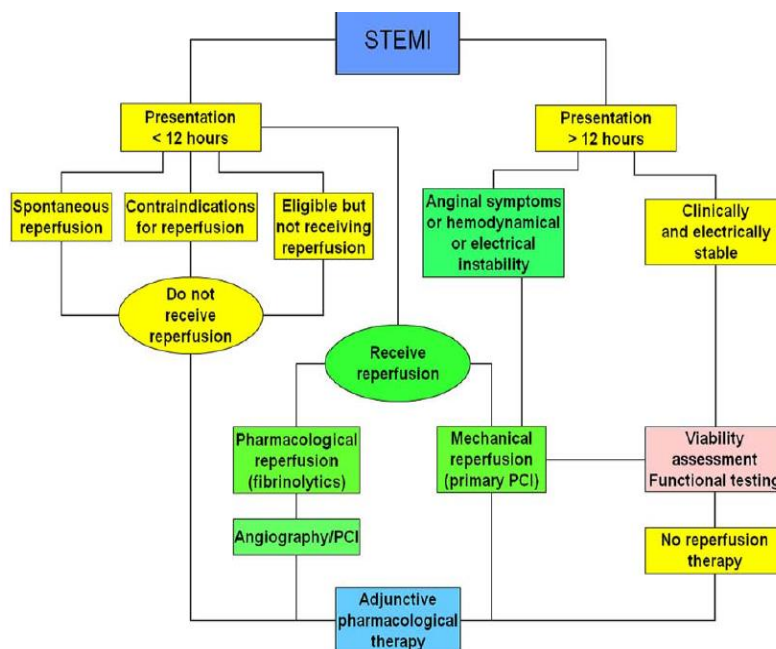 STEMI
Presentation
< 12 hours
Presentation
> 12 hours
Spontaneous
reperfusion
Contraindications
for reperfusion
Eligible but
not receiving
reperfusion
Anginal symptoms
or hemodynamical
or electrical
instability
Clinically
and electrically
stable
Do not
receive
reperfusion
Receive
reperfusion
Pharmacological
reperfusion
(fibrinolytics)
Mechanical
reperfusion
(primary PCI)
Viability
assessment
Functional testing
Angiography/PCI
No reperfusion
therapy
Adjunctive
pharmacological
therapy